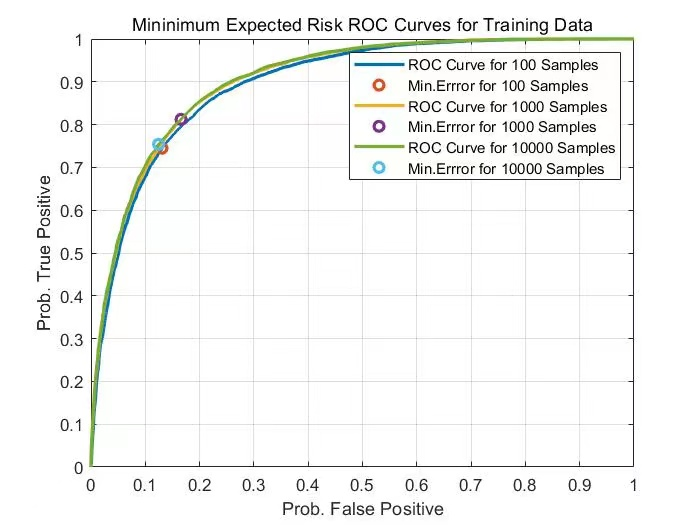 Mininimum Expected Risk ROC Curves for Training Data
1
0.9
0.8
0.7
0.6
0.5
0.4
0.3
0.2
0.1
0
Prob. True Positive
ROC Curve for 100 Samples
Min.Errror for 100 Samples
ROC Curve for 1000 Samples
Min.Errror for 1000 Samples
ROC Curve for 10000 Samples
Min.Errror for 10000 Samples
0 0.1 0.2 0.3 0.4 0.5 0.6 0.7 0.8 0.9 1
Prob. False Positive